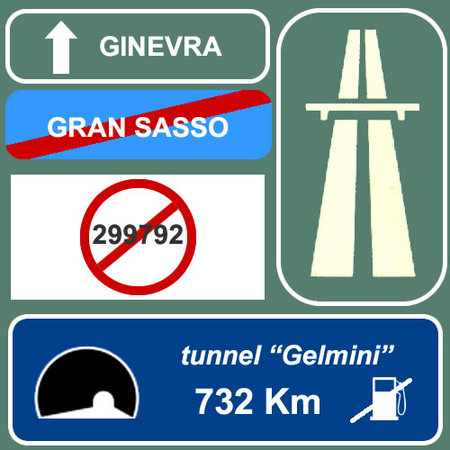 GINEVRA
GRAN SASSO
299792
tunnel “Gelmini”
732 Km